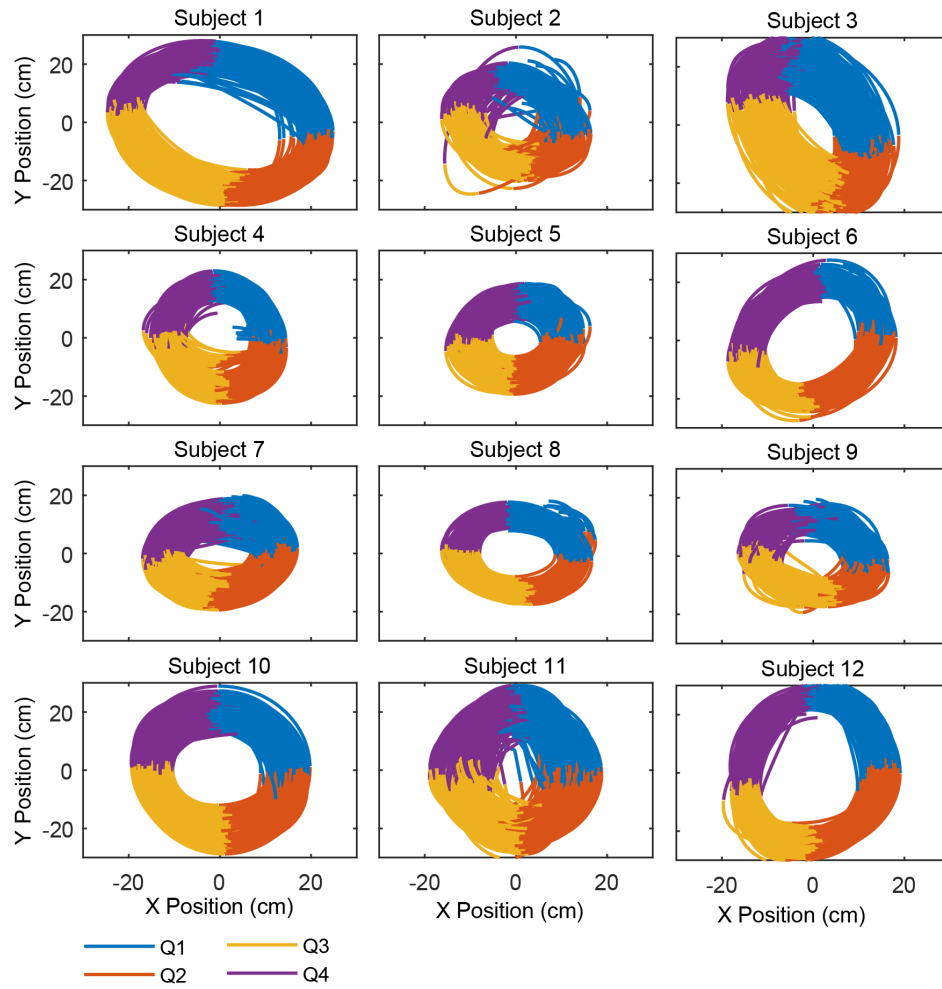 Subject 1
Subject 2
Subject 3
Y Position (cm)
20
0
-20
Subject 4
Subject 5
Subject 6
Y Position (cm)
20
0
-20
Subject 7
Subject 8
Subject 9
Y Position (cm)
20
0
-20
Subject 10
Subject 11
Subject 12
Y Position (cm)
20
0
-20
-20 0 20
-20 0 20
-20 0 20
X Position (cm)
X Position (cm)
X Position (cm)
Q1
Q3
Q2
Q4